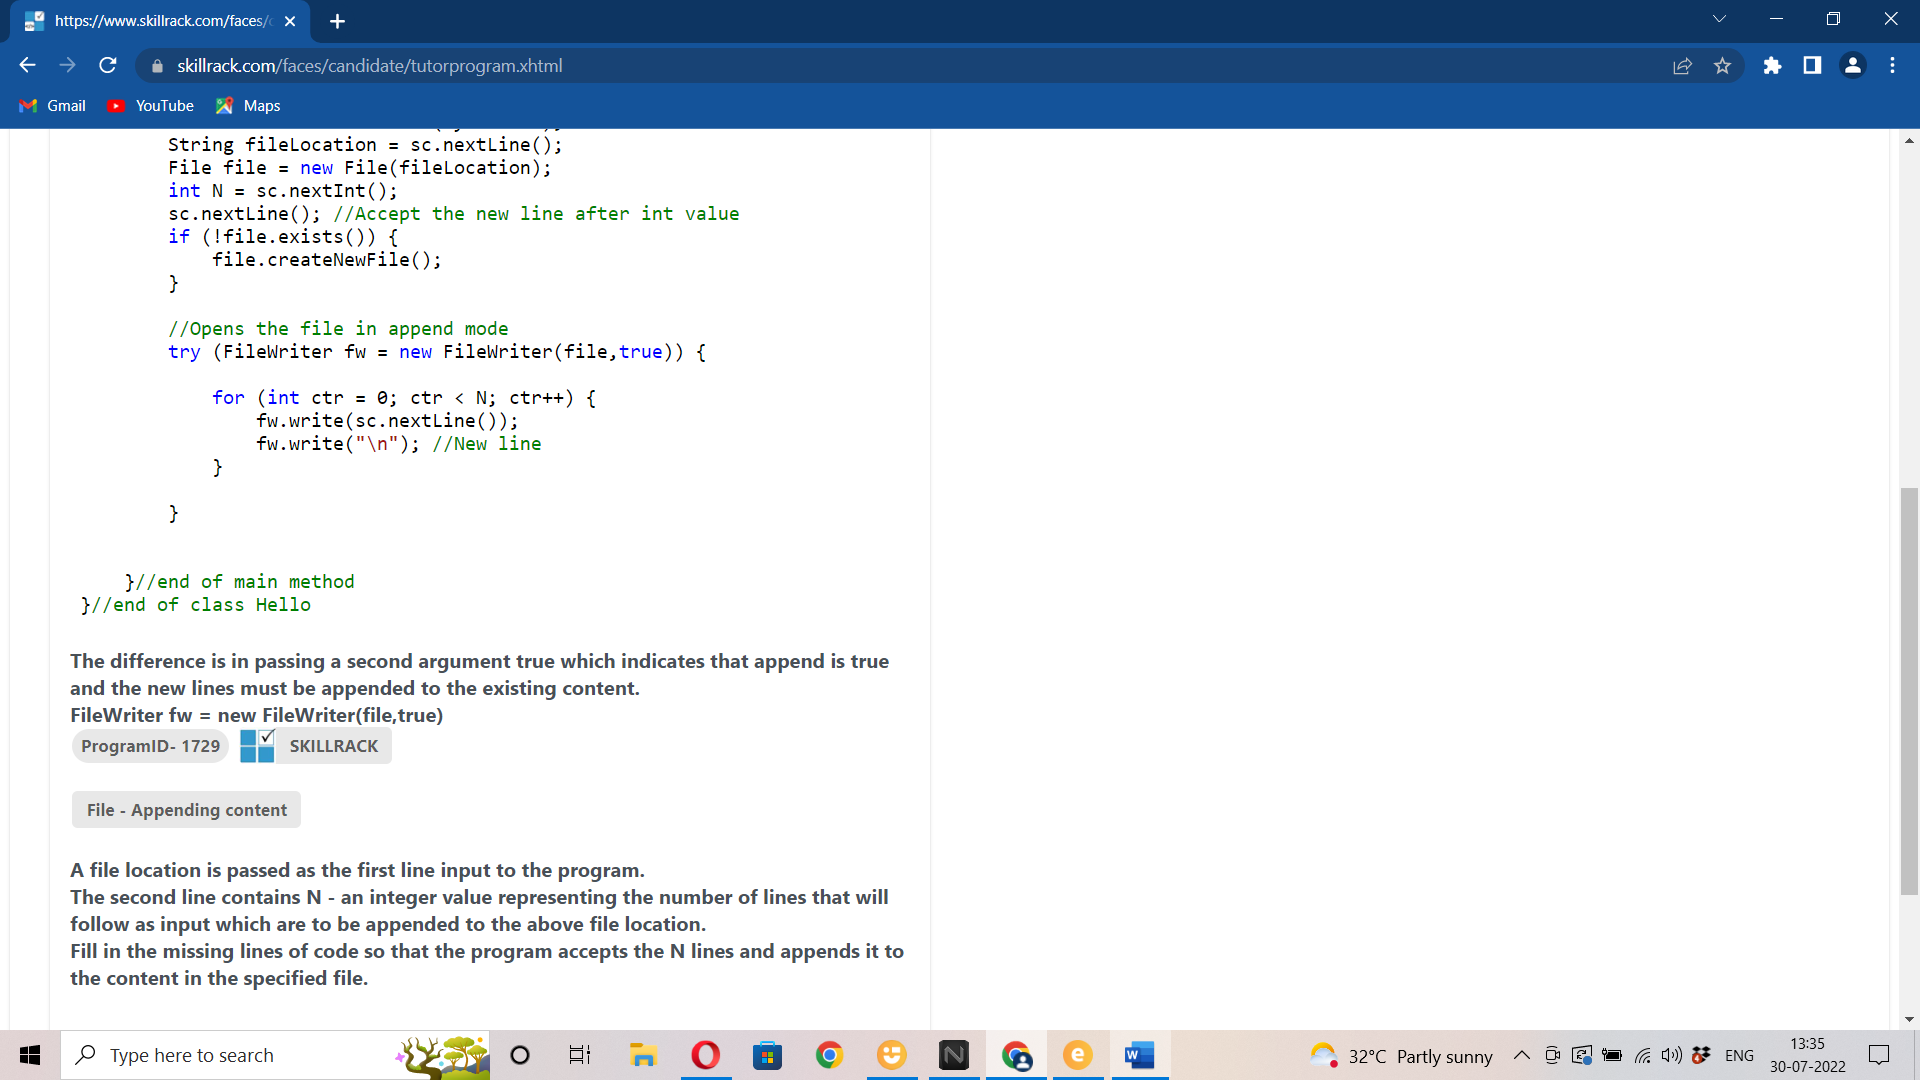 https://www.skillrack.com/faces/c
skillrack.com/faces/candidate/tutorprogram.xhtml
Gmail
YouTube
Maps
String fileLocation = sc.nextLine();
File file = new File(fileLocation);
int N = sc.nextInt();
sc.nextLine(); //Accept the new line after int value
if (!file.exists()) {
file.createNewFile();
}
//Opens the file in append mode
try (FileWriter fw = new FileWriter(file,true)) {
for (int ctr = 0; ctr < N; ctr++) {
fw.write(sc.nextLine());
fw.write("\n"); //New line
}
}
}//end of main method
}//end of class Hello
The difference is in passing a second argument true which indicates that append is true
and the new lines must be appended to the existing content.
FileWriter fw = new FileWriter(file,true)
ProgramID- 1729 SKILLRACK
File - Appending content
A file location is passed as the first line input to the program.
The second line contains N - an integer value representing the number of lines that will
follow as input which are to be appended to the above file location.
Fill in the missing lines of code so that the program accepts the N lines and appends it to
the content in the specified file.
Type here to search
32°C Partly sunny
ENG
13:35
30-07-2022